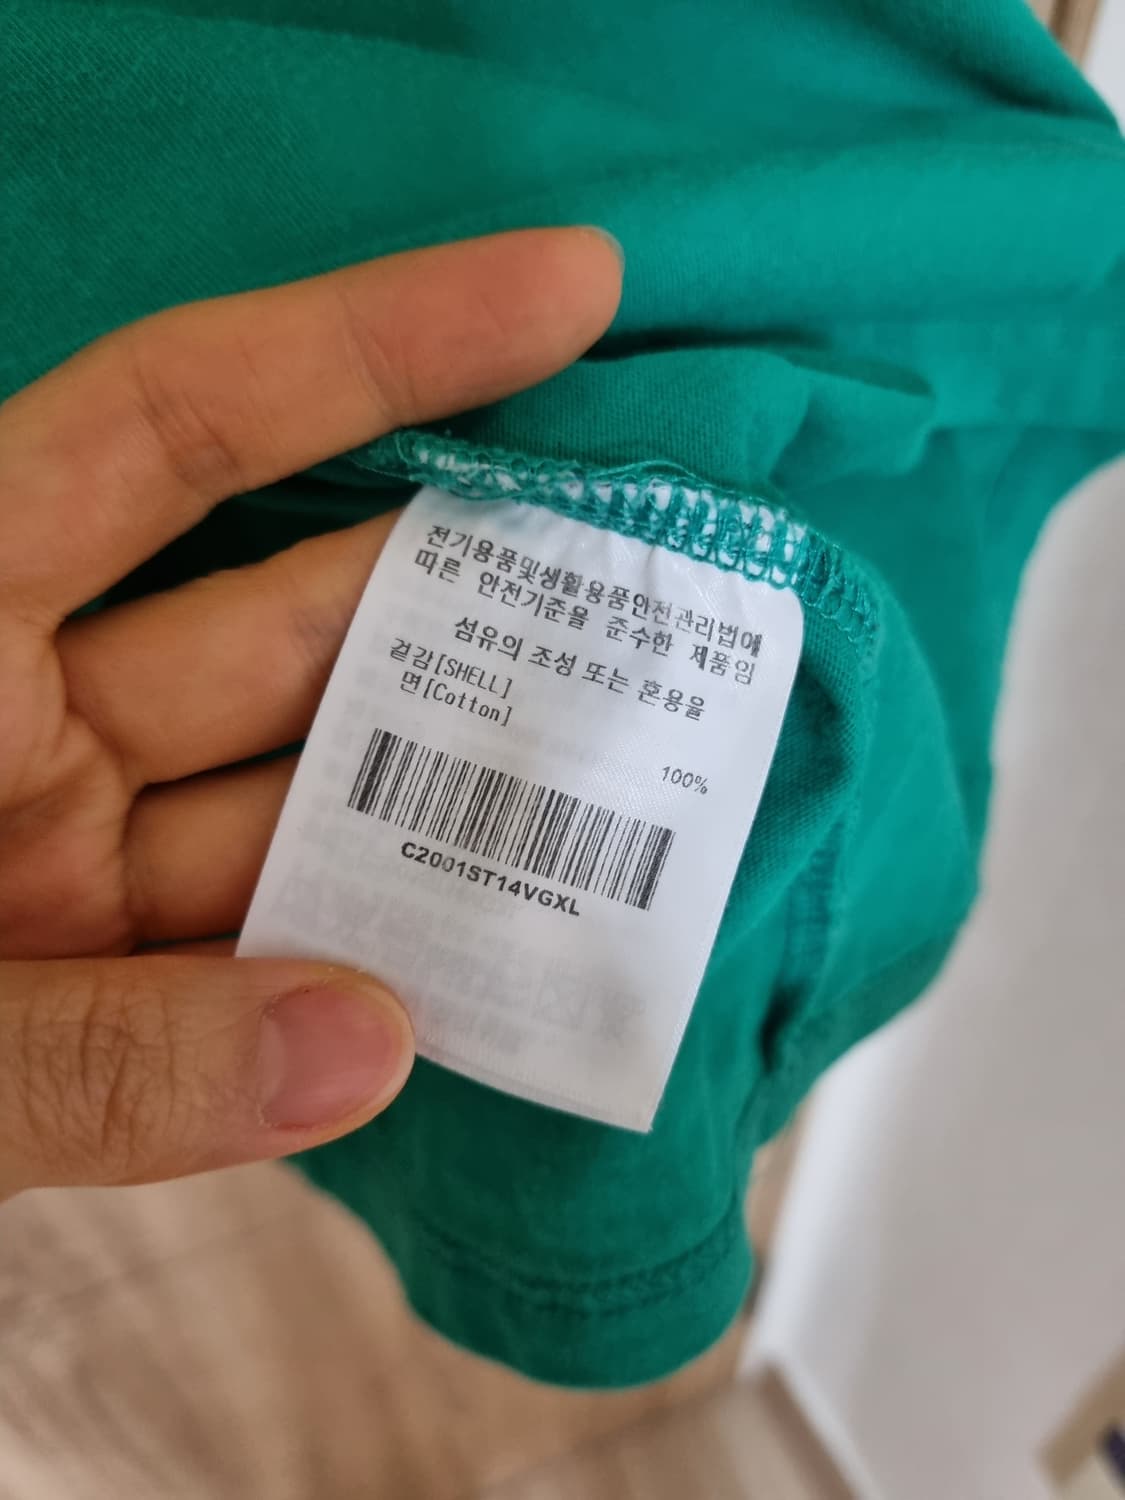 전기용품및생활용품안전관리법에
따른 안전기준을 준수한 제품임
섬유의 조성 또는 혼용율
겉감[SHELL]
면[Cotton]
100%
C2001ST14VGXL